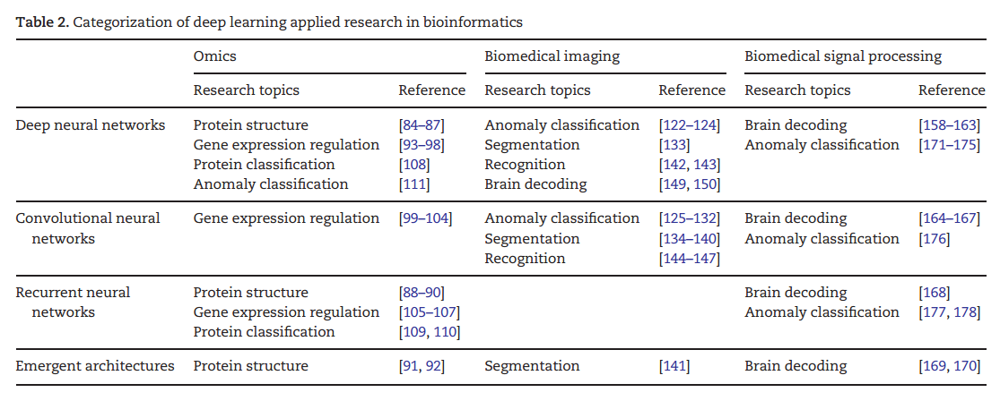 Table 2. Categorization of deep learning applied research in bioinformatics
Omics Biomedical imaging Biomedical signal processing
Research topics Reference Research topics Reference Research topics Reference
Deep neural networks Protein structure [84–87] Anomaly classification [122–124] Brain decoding [158–163]
Gene expression regulation [93–98] Segmentation [133] Anomaly classification [171–175]
Protein classification [108] Recognition [142, 143]
Anomaly classification [111] Brain decoding [149, 150]
Convolutional neural Gene expression regulation [99–104] Anomaly classification [125–132] Brain decoding [164–167]
networks Segmentation [134–140] Anomaly classification [176]
Recognition [144–147]
Recurrent neural Protein structure [88–90] Brain decoding [168]
networks Gene expression regulation [105–107] Anomaly classification [177, 178]
Protein classification [109, 110]
Emergent architectures Protein structure [91, 92] Segmentation [141] Brain decoding [169, 170]